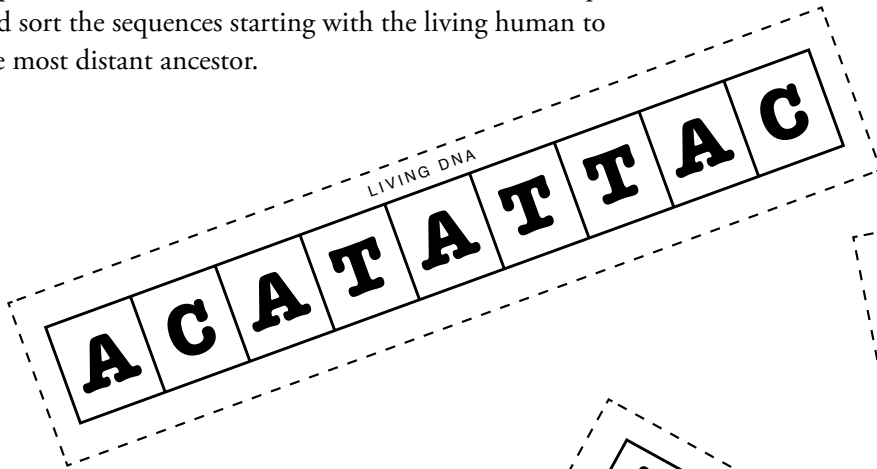 sort the sequences starting with the living human to
most distant ancestor.
LIVING DNA
A C A T A T T A C